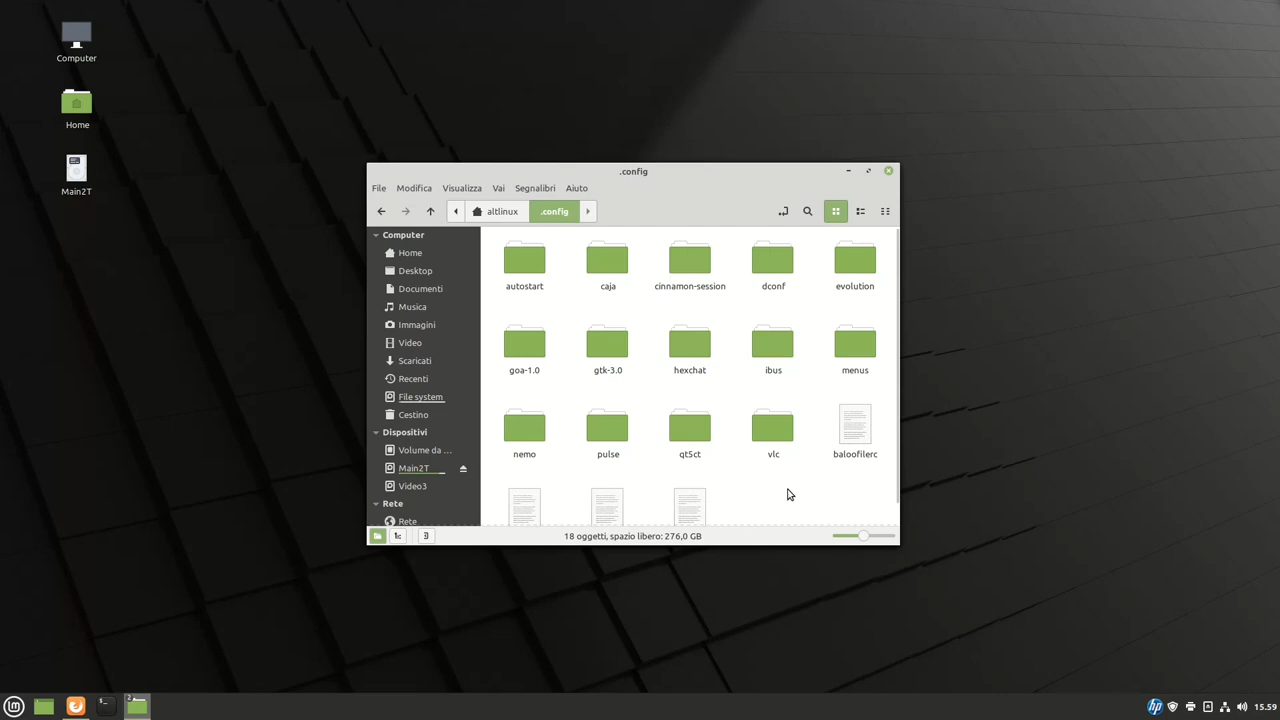 Computer
Home
Main2T
.config
File Modifica Visualizza Vai Segnalibri Aiuto
altlinux .config
Computer
Home
Desktop
Documenti
Musica
Immagini
Video
Scaricati
Recenti
File system
Cestino
Dispositivi
Volume da ...
Main2T
Video3
Rete
Rete
autostart caja cinnamon-session dconf evolution
goa-1.0 gtk-3.0 hexchat ibus menus
nemo pulse qt5ct vlc baloofilerc
18 oggetti, spazio libero: 276,0 GB
2
hp
15.59